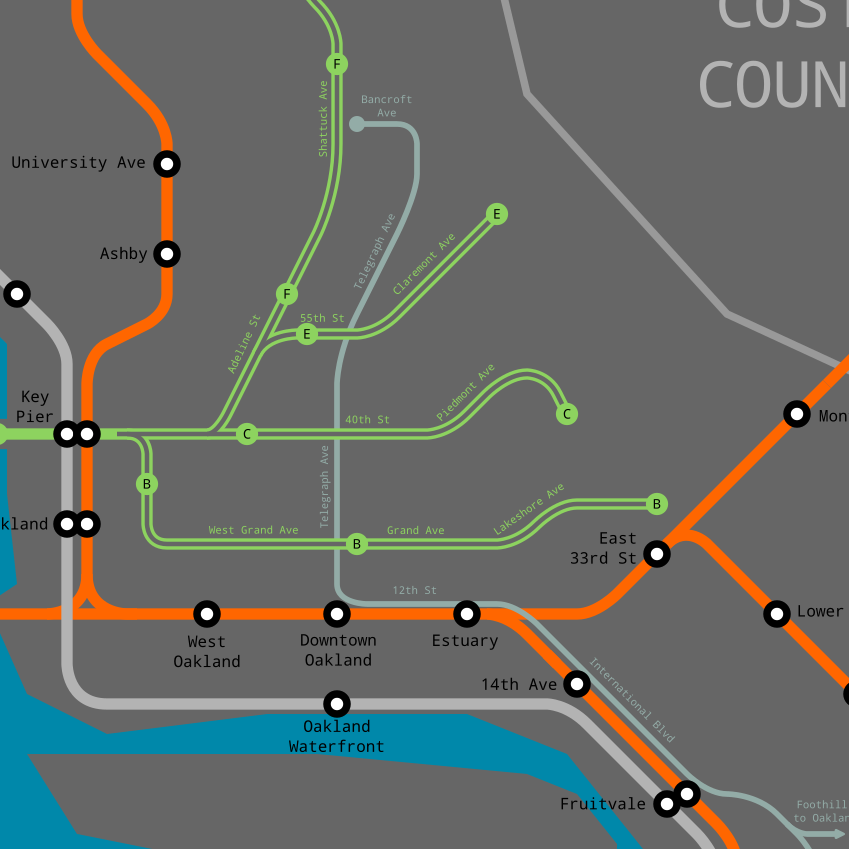 COST
COUN
F
Shattuck Ave
Bancroft
Ave
University Ave
Ashby
E
Telegraph Ave
Claremont Ave
F
55th St
E
Adeline St
Key
Pier
C
40th St
Piedmont Ave
C
Mon
B
Telegraph Ave
kland
West Grand Ave
B
Grand Ave
Lakeshore Ave
B
East
33rd St
12th St
West
Oakland
Downtown
Oakland
Estuary
Lower
14th Ave
International Blvd
Oakland
Waterfront
Fruitvale
Foothill
to Oaklan